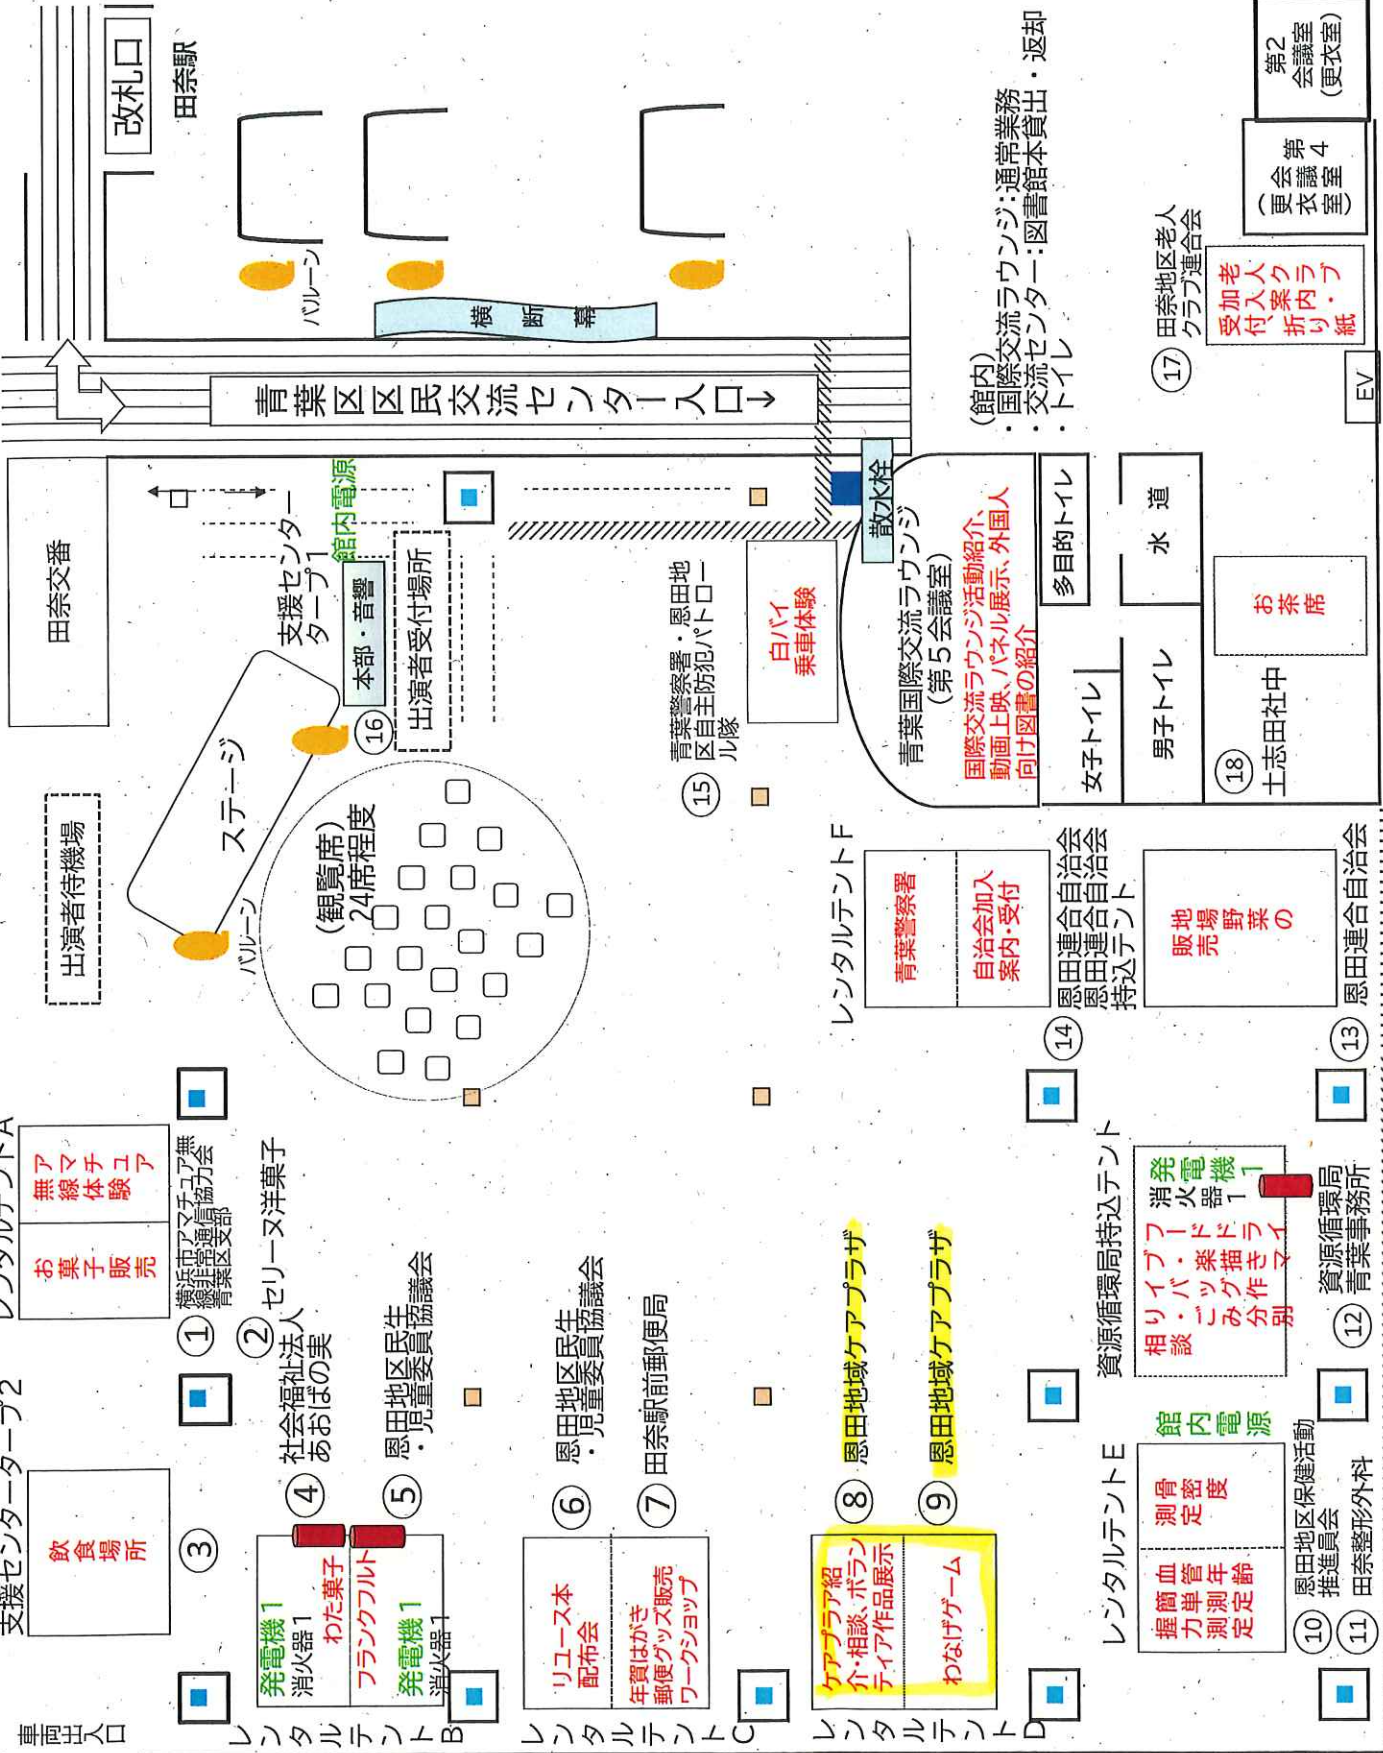 車両出入口
支援センタータープ2
飲食場所
③
レンタルテントA
お菓子販売
無線体験
アマチュア
①
横浜市アマチュア無
線非常通信協力会
青葉区支部
②
セリーヌ洋菓子
出演者待機場
田奈交番
改札口
田奈駅
レンタルテントB
発電機1
消火器1
わた菓子
フランクフルト
発電機1
消火器1
④
社会福祉法人
あおばの実
⑤
恩田地区民生
・児童委員協議会
バルーン
ステージ
(観覧席)
24席程度
支援センター
タープ1
館内電源
本部・音響
⑯
出演者受付場所
青葉区区民交流センター入口→
バルーン
横断幕
レンタルテントC
リユース本
配布会
年賀はがき
郵便グッズ販売
ワークショップ
⑥
恩田地区民生
・児童委員協議会
⑦
田奈駅前郵便局
⑮
青葉警察署・恩田地
区自主防犯パトロー
ル隊
白バイ
乗車体験
散水栓
レンタルテントD
ケアプラア紹
介・相談、ボラン
ティア作品展示
わなげゲーム
⑧
恩田地域ケアプラザ
⑨
恩田地域ケアプラザ
レンタルテントF
青葉警察署
自治会加入
案内・受付
⑭
恩田連合自治会
恩田連合自治会
持込テント
青葉国際交流ラウンジ
(第5会議室)
国際交流ラウンジ活動紹介、
動画上映、パネル展示、外国人
向け図書の紹介
(館内)
・国際交流ラウンジ:通常業務
・交流センター:図書館本貸出・返却
・トイレ
女子トイレ
多目的トイレ
男子トイレ
水道
レンタルテントE
握力測定
簡単測定
血管年齢
測定
骨密度
館内電源
⑩
恩田地区保健活動
推進員会
⑪
田奈整形外科
資源循環局持込テント
フードドライ
ブ・楽描きマイ
バッグ作
り・ごみ分別
相談
消火器1
発電機1
⑫
資源循環局
青葉事務所
地場野菜の
販売
⑬
恩田連合自治会
⑱
土志田社中
お茶席
⑰
田奈地区老人
クラブ連合会
老人クラブ
加入案内・
受付、折り紙
EV
第4
会議室
(更衣室)
第2
会議室
(更衣室)